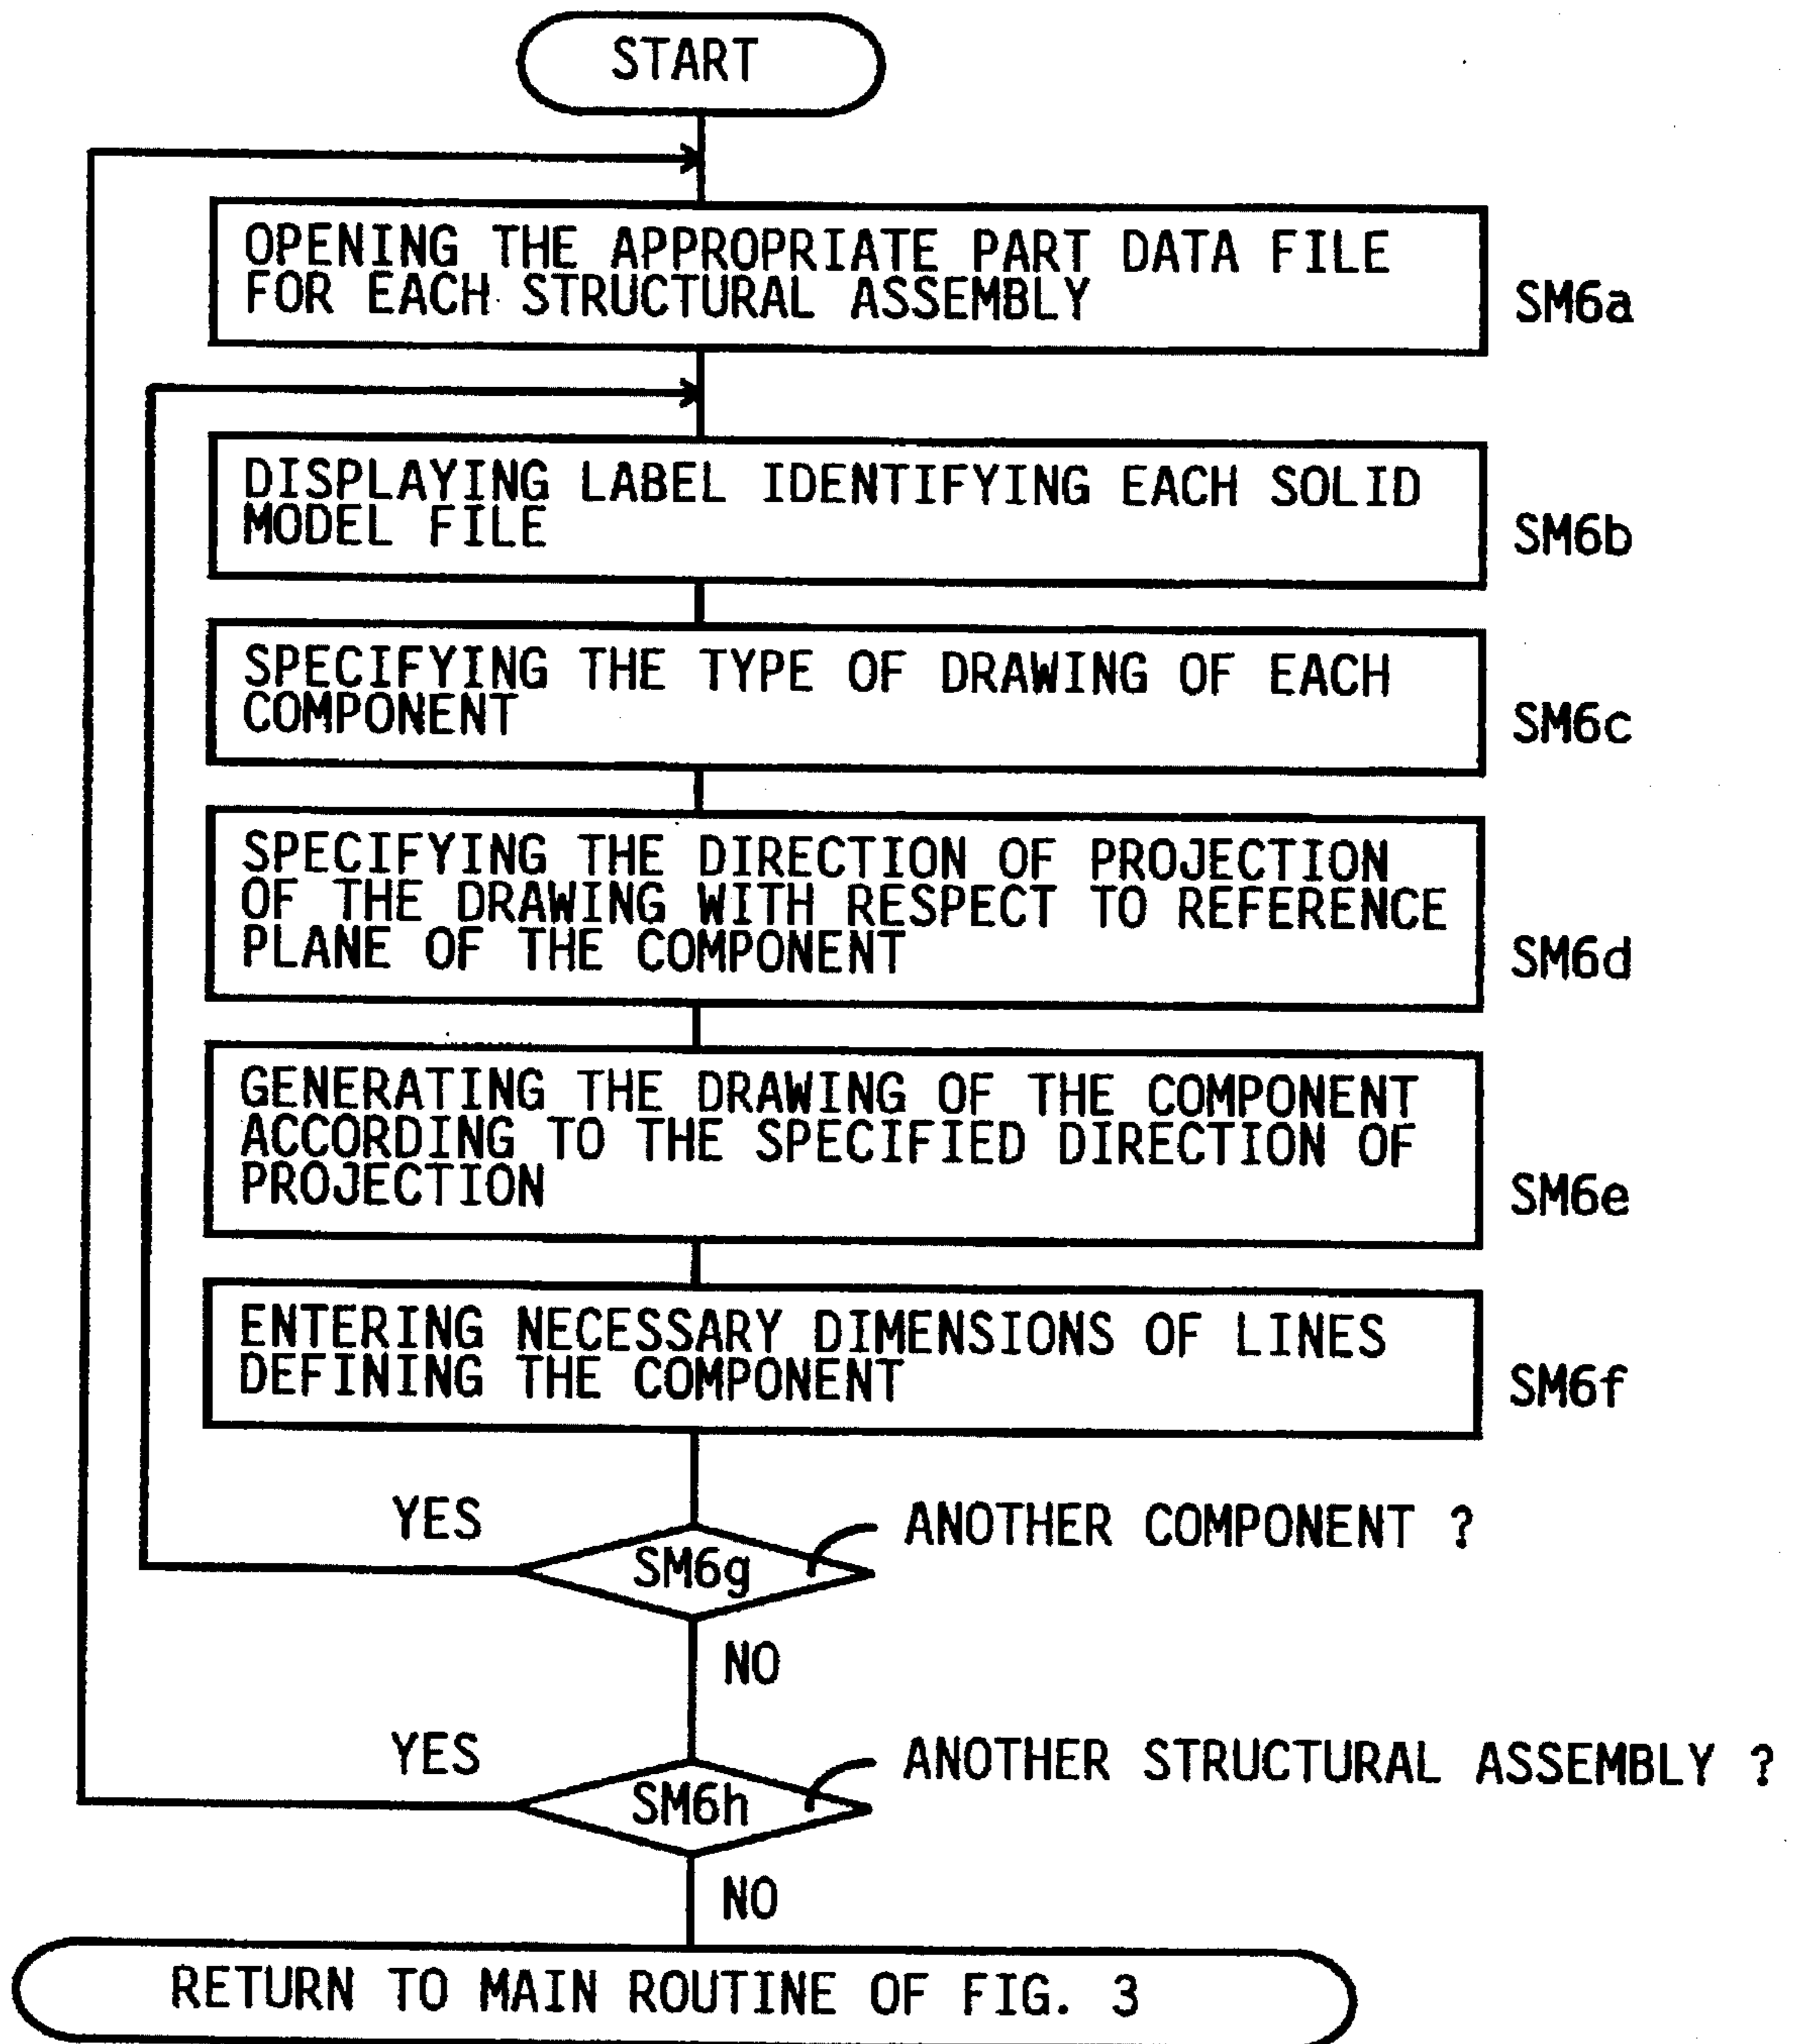 START
OPENING THE APPROPRIATE PART DATA FILE
FOR EACH STRUCTURAL ASSEMBLY
SM6a
DISPLAYING LABEL IDENTIFYING EACH SOLID
MODEL FILE
SM6b
SPECIFYING THE TYPE OF DRAWING OF EACH
COMPONENT
SM6c
SPECIFYING THE DIRECTION OF PROJECTION
OF THE DRAWING WITH RESPECT TO REFERENCE
PLANE OF THE COMPONENT
SM6d
GENERATING THE DRAWING OF THE COMPONENT
ACCORDING TO THE SPECIFIED DIRECTION OF
PROJECTION
SM6e
ENTERING NECESSARY DIMENSIONS OF LINES
DEFINING THE COMPONENT
SM6f
YES
ANOTHER COMPONENT ?
SM6g
NO
YES
ANOTHER STRUCTURAL ASSEMBLY ?
SM6h
NO
RETURN TO MAIN ROUTINE OF FIG. 3